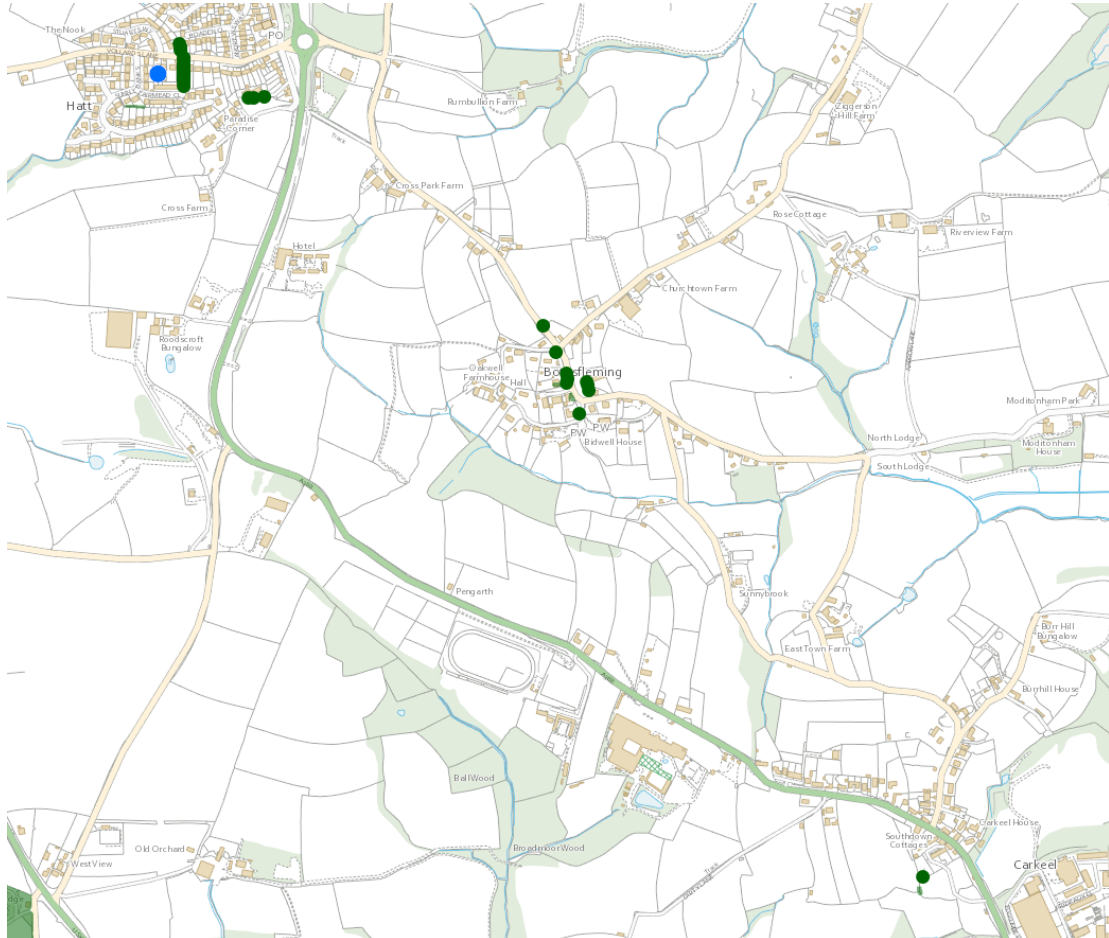 The Nook
PO
Hatt
Paradise
Corner
Track
Rumbullion Farm
Ziggerson
Hill Farm
Cross Park Farm
Cross Farm
Rose Cottage
Riverview Farm
Hotel
Churchtown Farm
Roodscroft
Bungalow
Oakwell
Farmhouse
Hall
PW
PW
Bidwell House
Moditonham Park
North Lodge
Moditonham
House
South Lodge
Pengarth
Sunnybrook
East Town Farm
Burr Hill
Bungalow
Burrhill House
Ball Wood
Broadmoor Wood
Carkeel House
Southdown
Cottages
Old Orchard
West View
Track
Carkeel